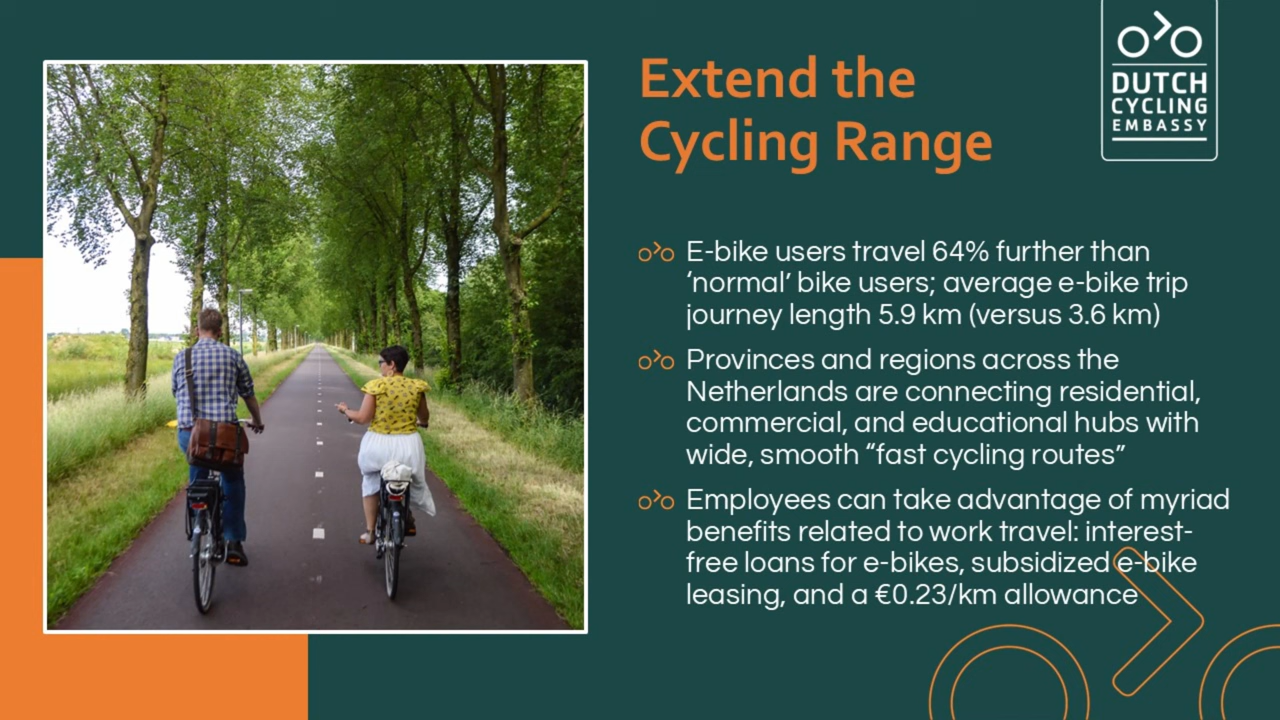 Extend the
Cycling Range
DUTCH
CYCLING
EMBASSY
E-bike users travel 64% further than
‘normal’ bike users; average e-bike trip
journey length 5.9 km (versus 3.6 km)
Provinces and regions across the
Netherlands are connecting residential,
commercial, and educational hubs with
wide, smooth “fast cycling routes”
Employees can take advantage of myriad
benefits related to work travel: interest-
free loans for e-bikes, subsidized e-bike
leasing, and a €0.23/km allowance